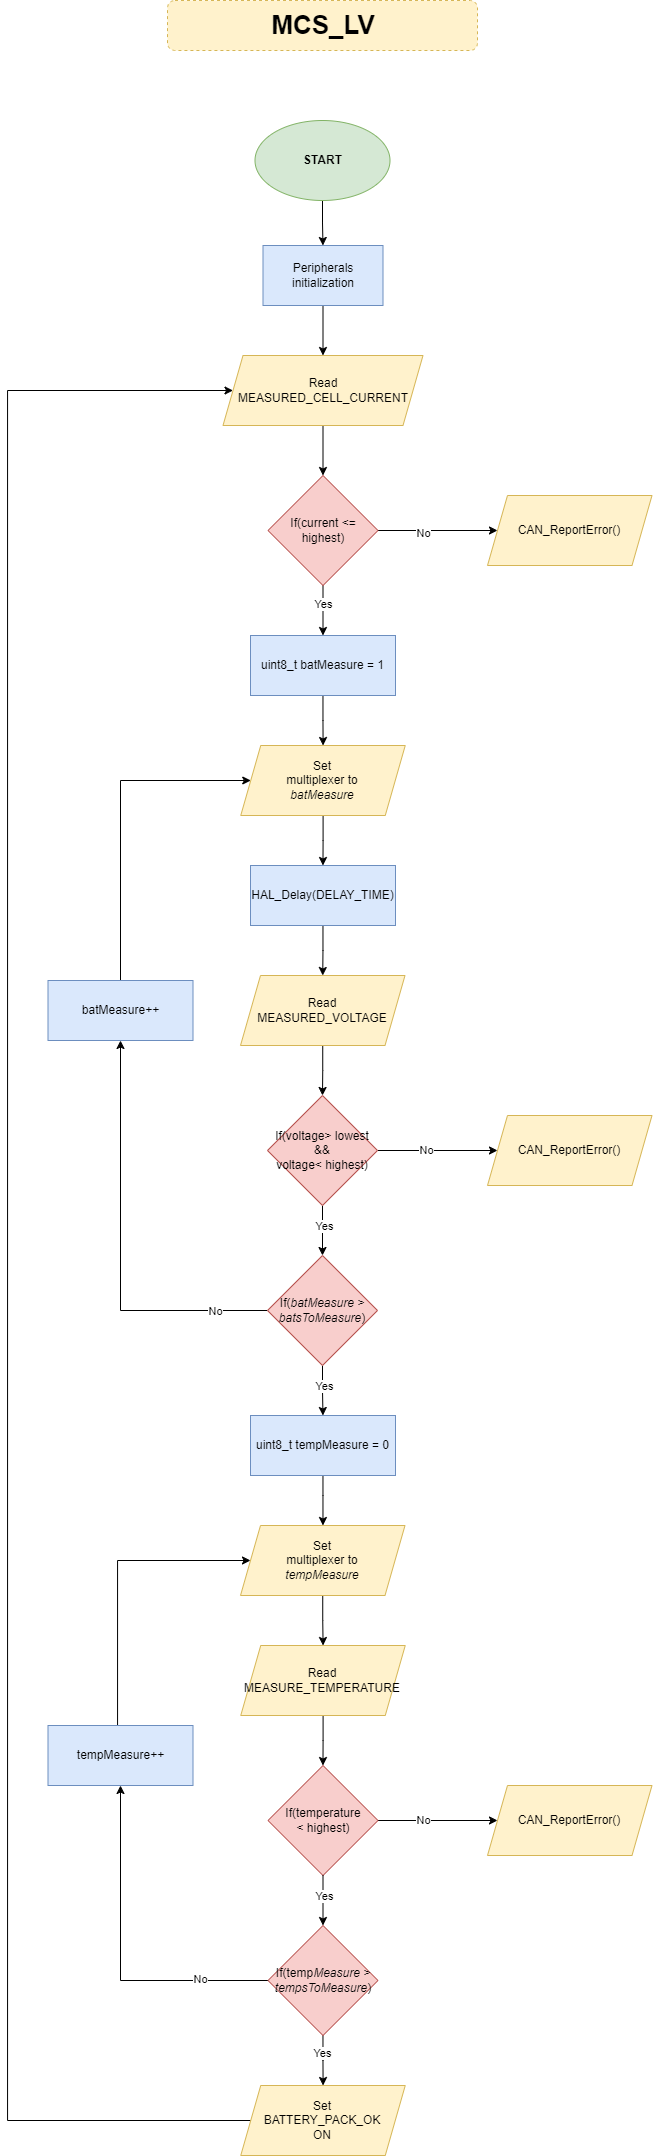 MCS_LV
START
Peripherals
initialization
Read
MEASURED_CELL_CURRENT
If(current <=
highest)
No
CAN_ReportError()
Yes
uint8_t batMeasure = 1
Set
multiplexer to
batMeasure
HAL_Delay(DELAY_TIME)
batMeasure++
Read
MEASURED_VOLTAGE
If(voltage> lowest
&&
voltage< highest)
No
CAN_ReportError()
Yes
If(batMeasure >
batsToMeasure)
No
Yes
uint8_t tempMeasure = 0
Set
multiplexer to
tempMeasure
Read
MEASURE_TEMPERATURE
tempMeasure++
If(temperature
< highest)
No
CAN_ReportError()
Yes
If(tempMeasure >
tempsToMeasure)
No
Yes
Set
BATTERY_PACK_OK
ON